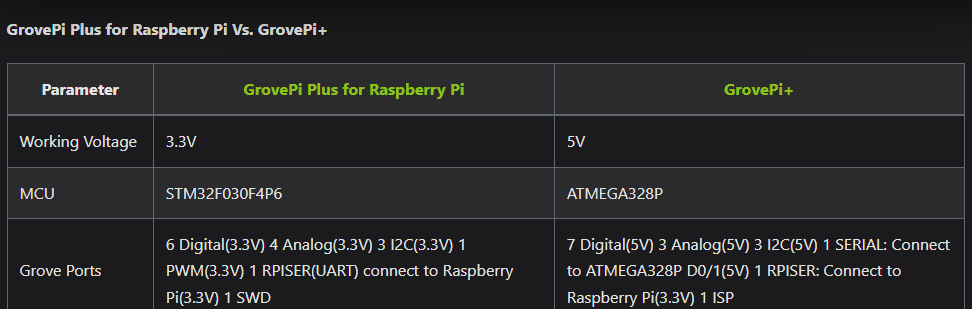 GrovePi Plus for Raspberry Pi Vs. GrovePi+
Parameter
GrovePi Plus for Raspberry Pi
GrovePi+
Working Voltage
3.3V
5V
MCU
STM32F030F4P6
ATMEGA328P
Grove Ports
6 Digital(3.3V) 4 Analog(3.3V) 3 I2C(3.3V) 1
PWM(3.3V) 1 RPISER(UART) connect to Raspberry
Pi(3.3V) 1 SWD
7 Digital(5V) 3 Analog(5V) 3 I2C(5V) 1 SERIAL: Connect
to ATMEGA328P D0/1(5V) 1 RPISER: Connect to
Raspberry Pi(3.3V) 1 ISP